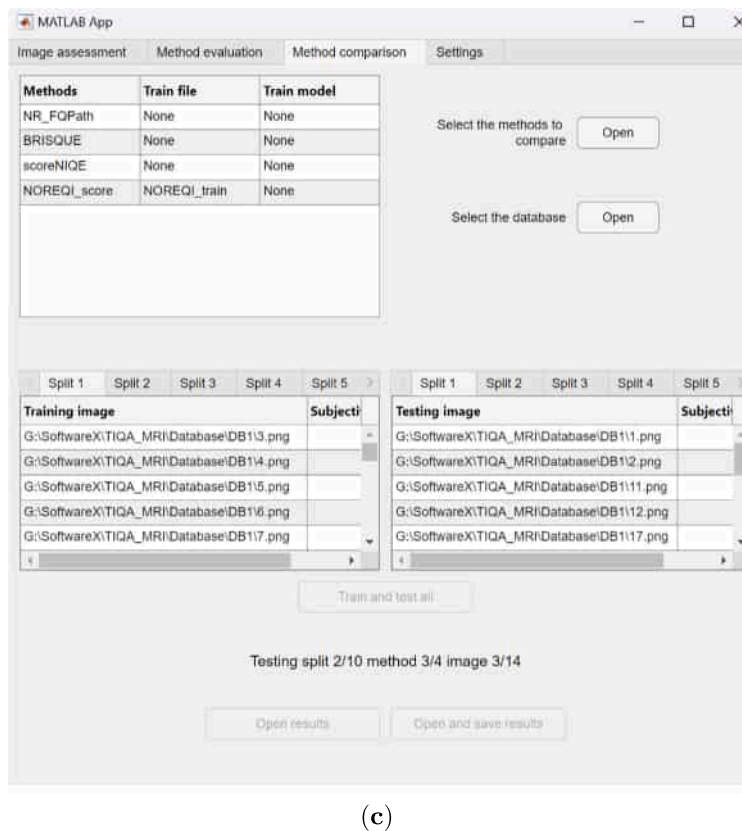 MATLAB App
Image assessment Method evaluation Method comparison Settings
Methods Train file Train model
NR_FQPath None None
BRISQUE None None
scoreNIQE None None
NOREQI_score NOREQI_train None
Select the methods to
compare
Open
Select the database Open
Split 1 Split 2 Split 3 Split 4 Split 5
Training image Subjecti
G:\SoftwareX\TIQA_MRI\Database\DB1\3.png
G:\SoftwareX\TIQA_MRI\Database\DB1\4.png
G:\SoftwareX\TIQA_MRI\Database\DB1\5.png
G:\SoftwareX\TIQA_MRI\Database\DB1\6.png
G:\SoftwareX\TIQA_MRI\Database\DB1\7.png
Split 1 Split 2 Split 3 Split 4 Split 5
Testing image Subjecti
G:\SoftwareX\TIQA_MRI\Database\DB1\1.png
G:\SoftwareX\TIQA_MRI\Database\DB1\2.png
G:\SoftwareX\TIQA_MRI\Database\DB1\11.png
G:\SoftwareX\TIQA_MRI\Database\DB1\12.png
G:\SoftwareX\TIQA_MRI\Database\DB1\17.png
Train and test all
Testing split 2/10 method 3/4 image 3/14
Open results Open and save results
(c)